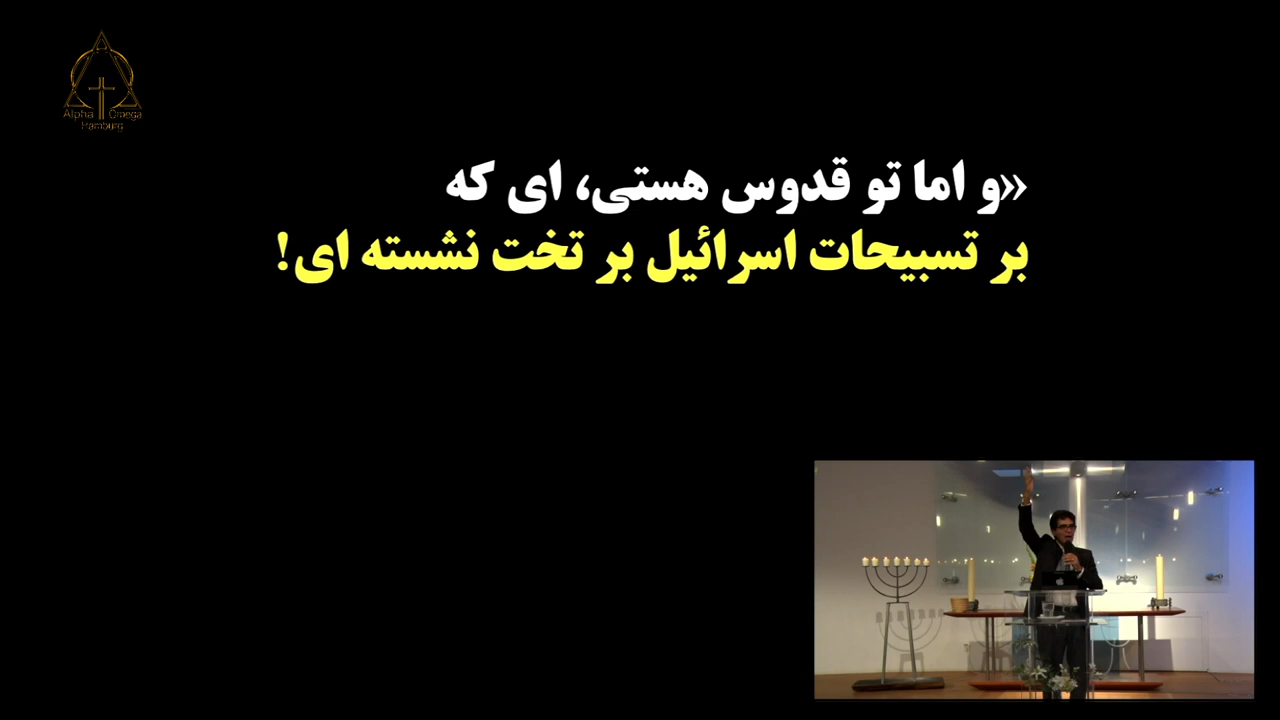 Alpha Omega
Hamburg
«و اما تو قدوس هستی، ای که
بر تسبیحات اسرائیل بر تخت نشسته ای!